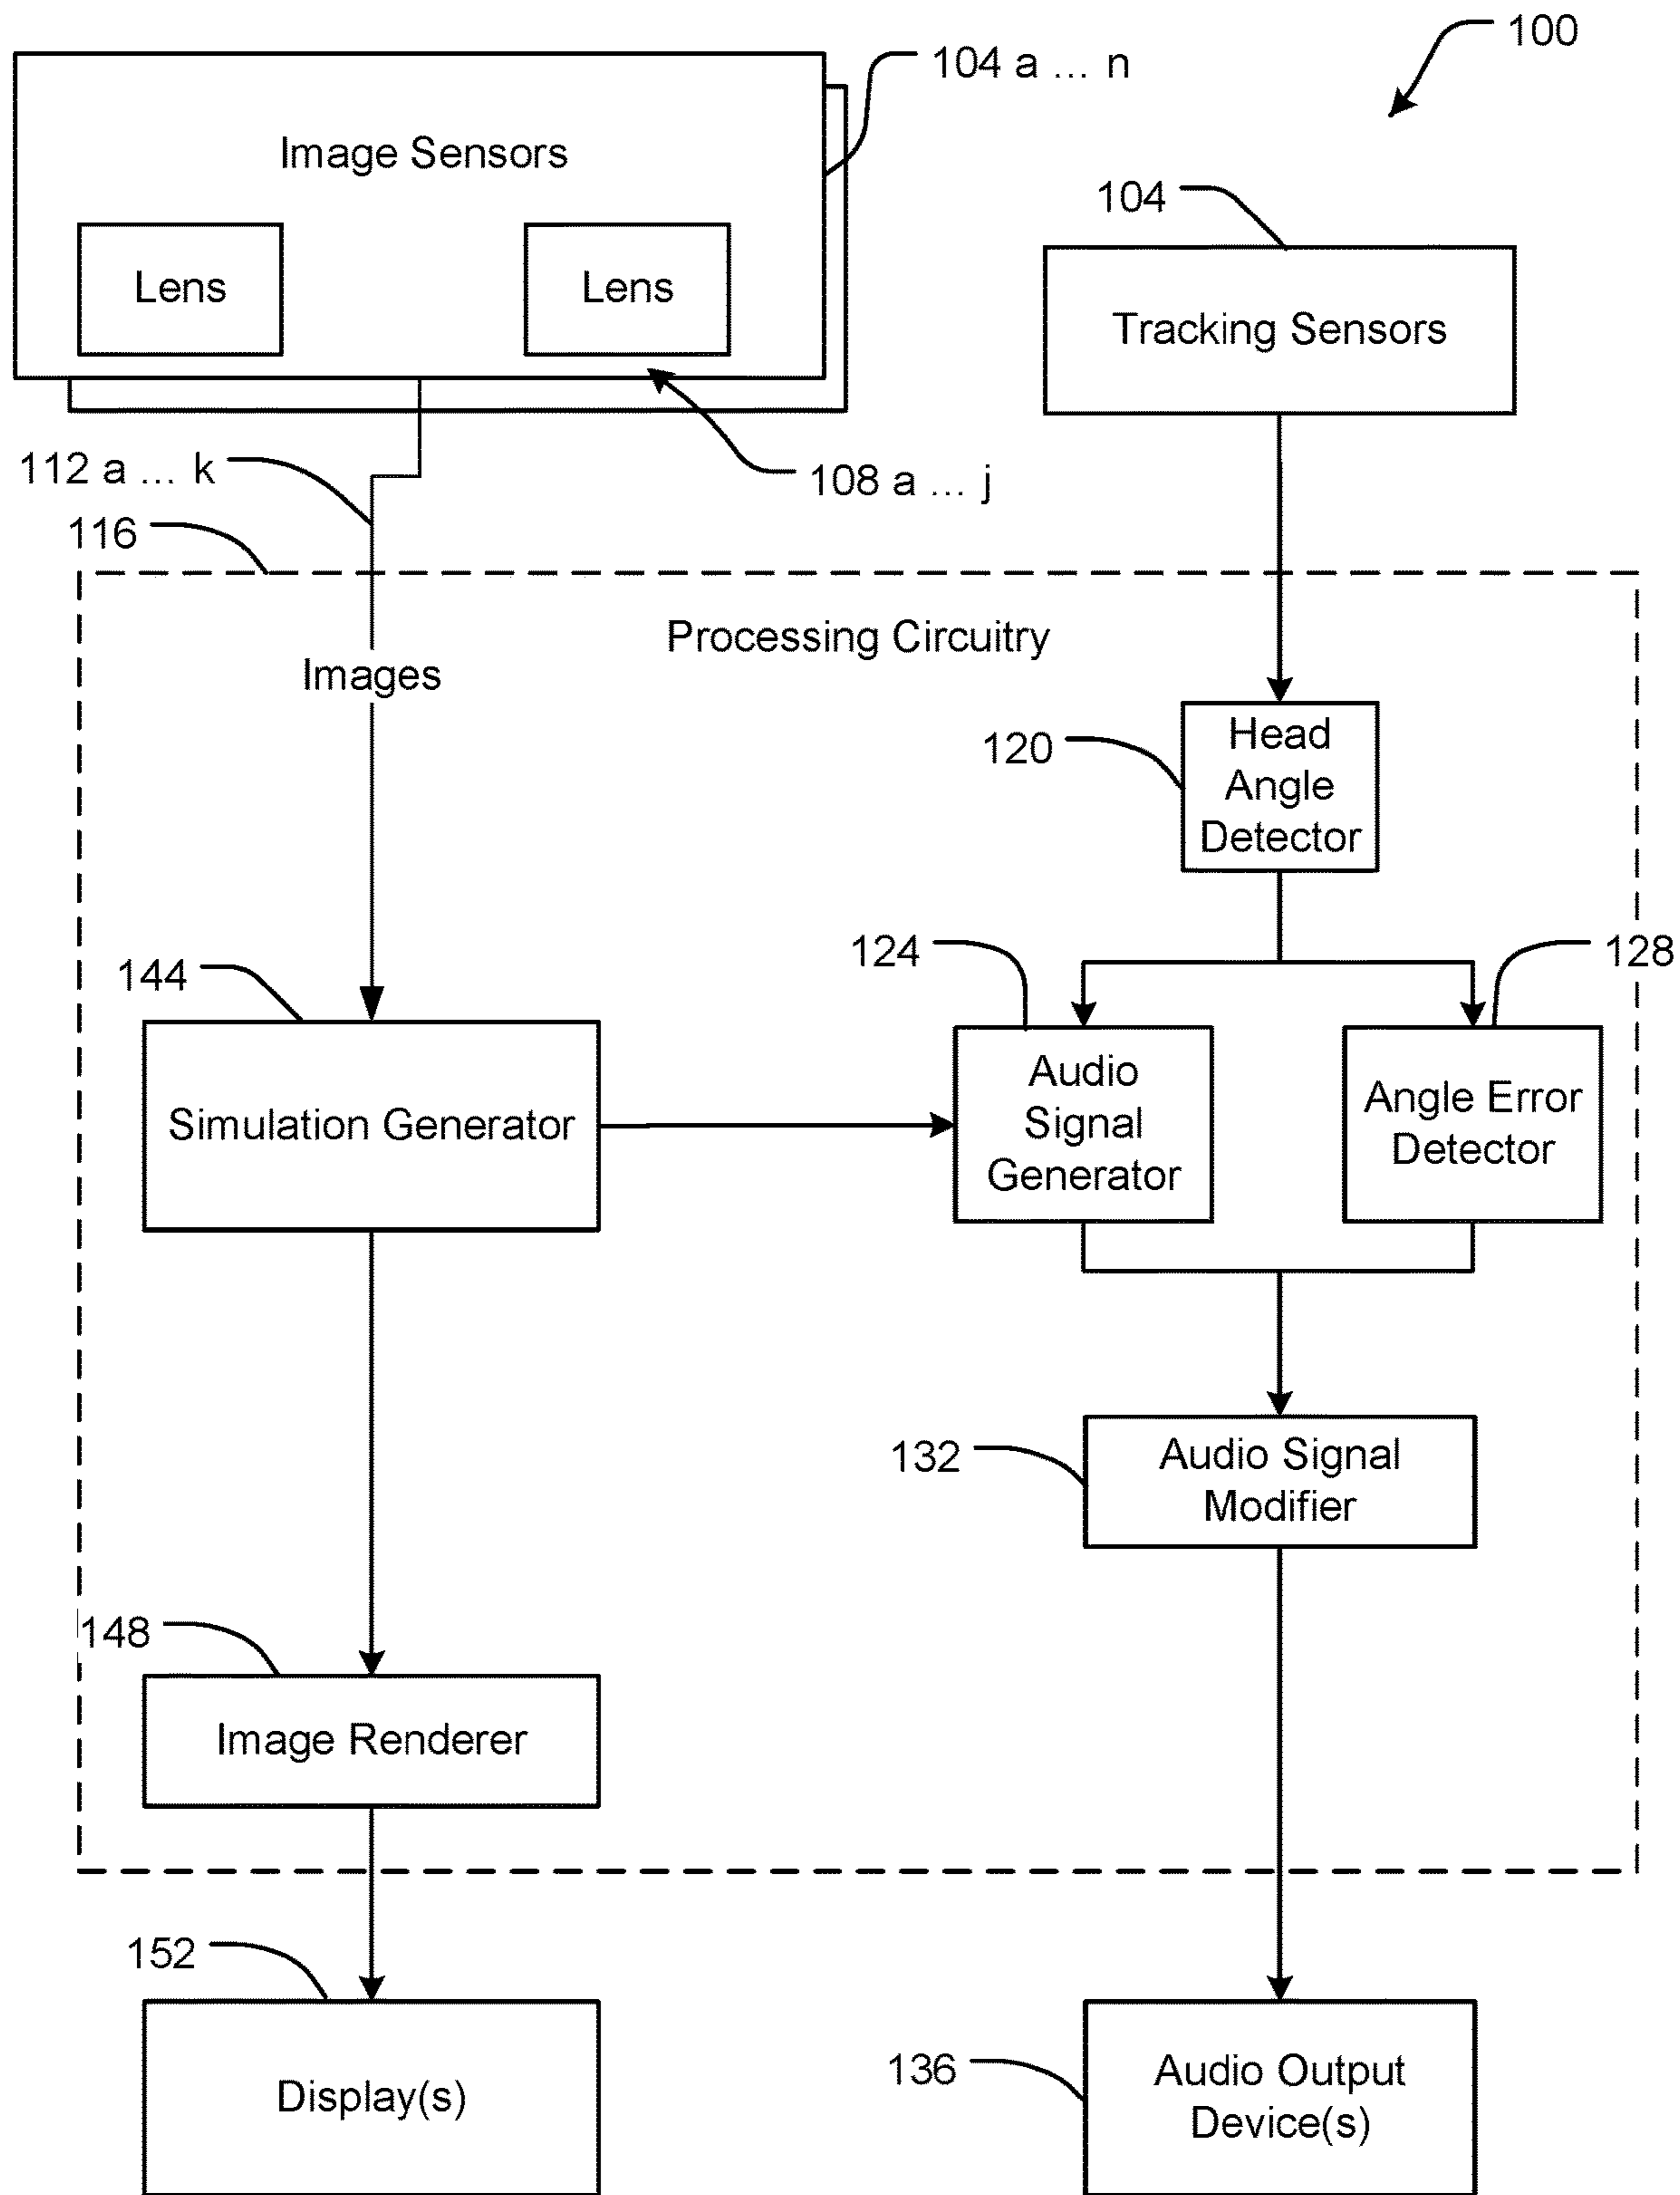 100
104 a ... n
Image Sensors
104
Lens
Lens
Tracking Sensors
112 a ... k
108 a ... j
116
Processing Circuitry
Images
120
Head
Angle
Detector
124
128
144
Simulation Generator
Audio
Signal
Generator
Angle Error
Detector
132
Audio Signal
Modifier
148
Image Renderer
152
Display(s)
136
Audio Output
Device(s)